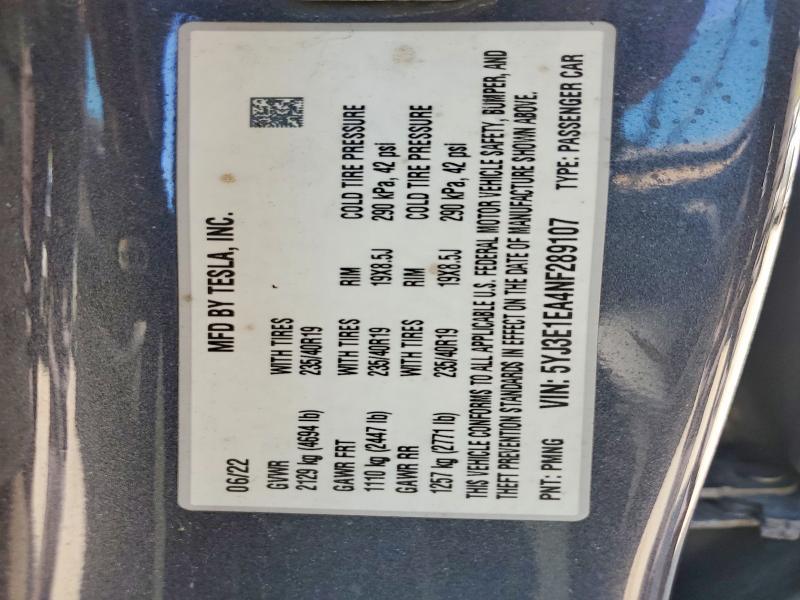 06/22 MFD BY TESLA, INC.
GVWR WITH TIRES
2129 kg (4694 lb) 235/40R19
GAWR FRT WITH TIRES RIM COLD TIRE PRESSURE
1110 kg (2447 lb) 235/40R19 19X8.5J 290 kPa, 42 psi
GAWR RR WITH TIRES RIM COLD TIRE PRESSURE
1257 kg (2771 lb) 235/40R19 19X8.5J 290 kPa, 42 psi
THIS VEHICLE CONFORMS TO ALL APPLICABLE U.S. FEDERAL MOTOR VEHICLE SAFETY, BUMPER, AND
THEFT PREVENTION STANDARDS IN EFFECT ON THE DATE OF MANUFACTURE SHOWN ABOVE.
PNT: PMNG VIN: 5YJ3E1EA4NF289107 TYPE: PASSENGER CAR